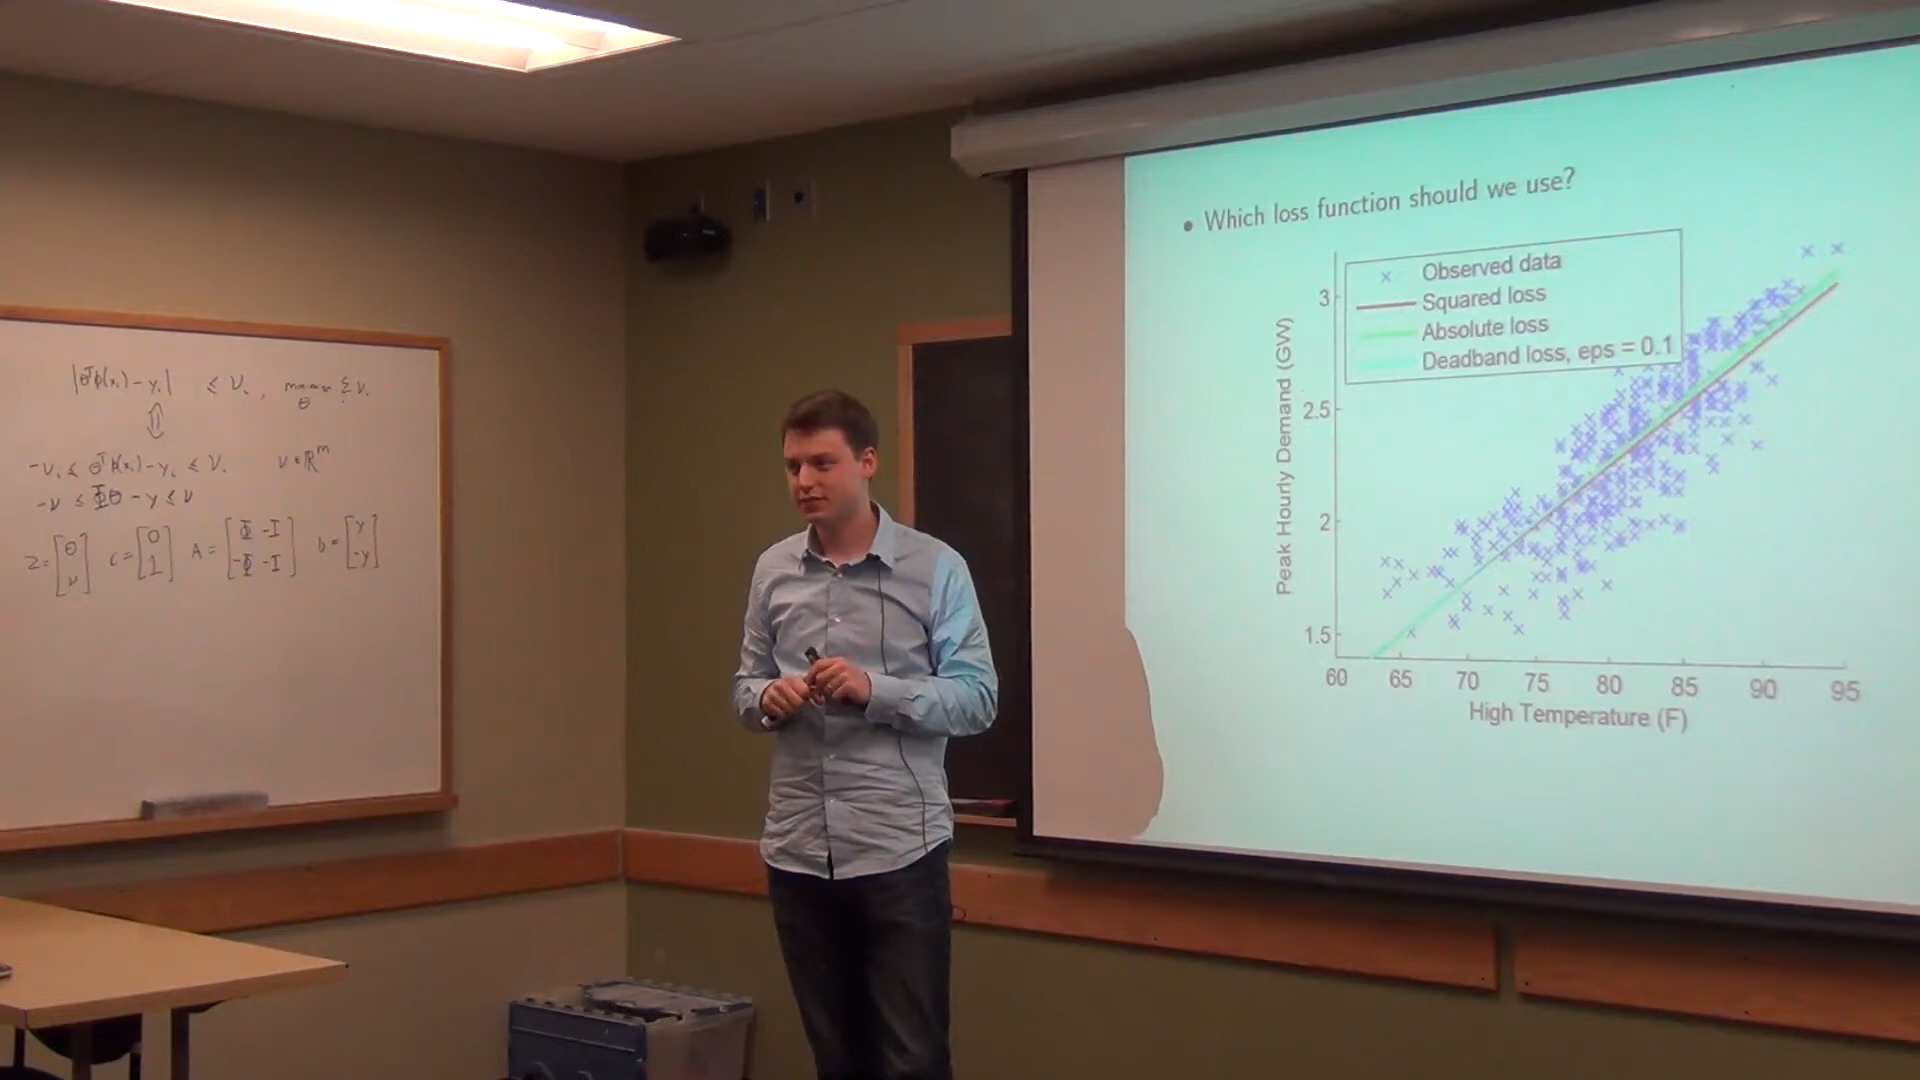 |θᵀϕ(xᵢ) - yᵢ| ≤ νᵢ, minimize Σ νᵢ
θ i
⇕
-νᵢ ≤ θᵀϕ(xᵢ) - yᵢ ≤ νᵢ ν ∈ ℝᵐ
-ν ≤ Φθ - y ≤ ν
z = [θ ν] c = [0 1] A = [Φ -I -Φ -I] b = [y -y]
• Which loss function should we use?
Observed data
Squared loss
Absolute loss
Deadband loss, eps = 0.1
Peak Hourly Demand (GW)
3
2.5
2
1.5
60 65 70 75 80 85 90 95
High Temperature (F)